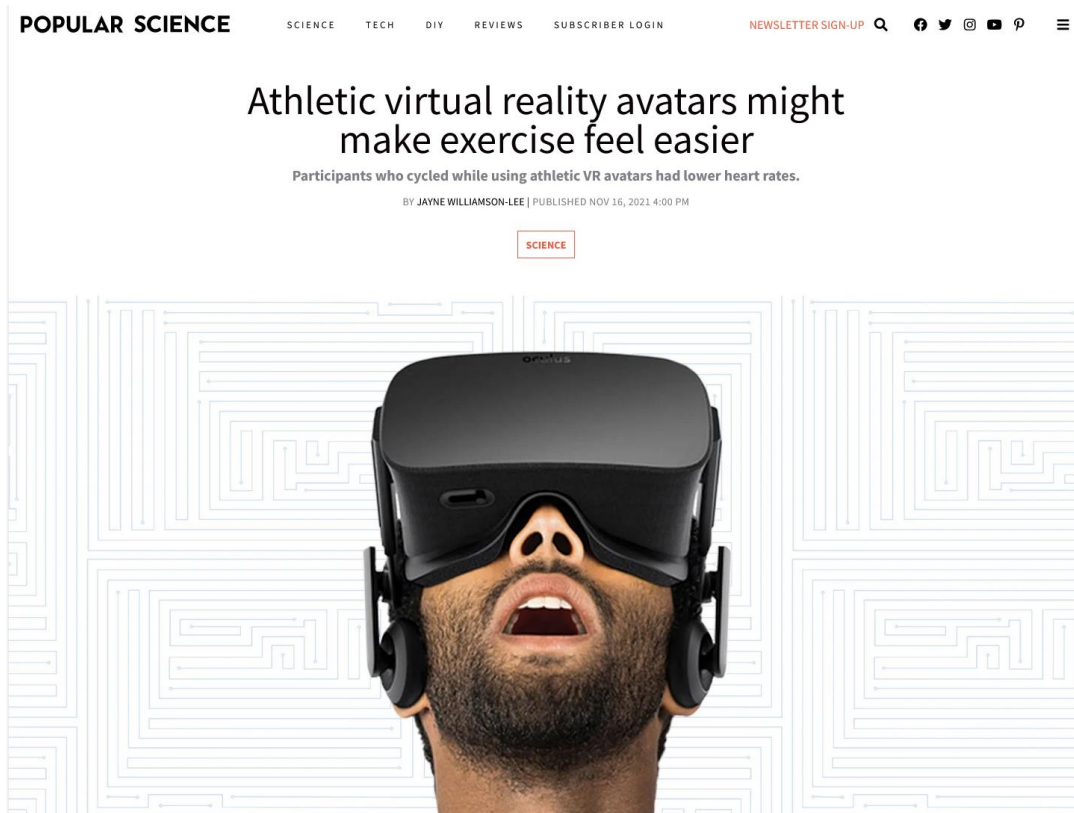 POPULAR SCIENCE
SCIENCE TECH DIY REVIEWS SUBSCRIBER LOGIN
NEWSLETTER SIGN-UP
Athletic virtual reality avatars might
make exercise feel easier
Participants who cycled while using athletic VR avatars had lower heart rates.
BY JAYNE WILLIAMSON-LEE | PUBLISHED NOV 16, 2021 4:00 PM
SCIENCE
oculus